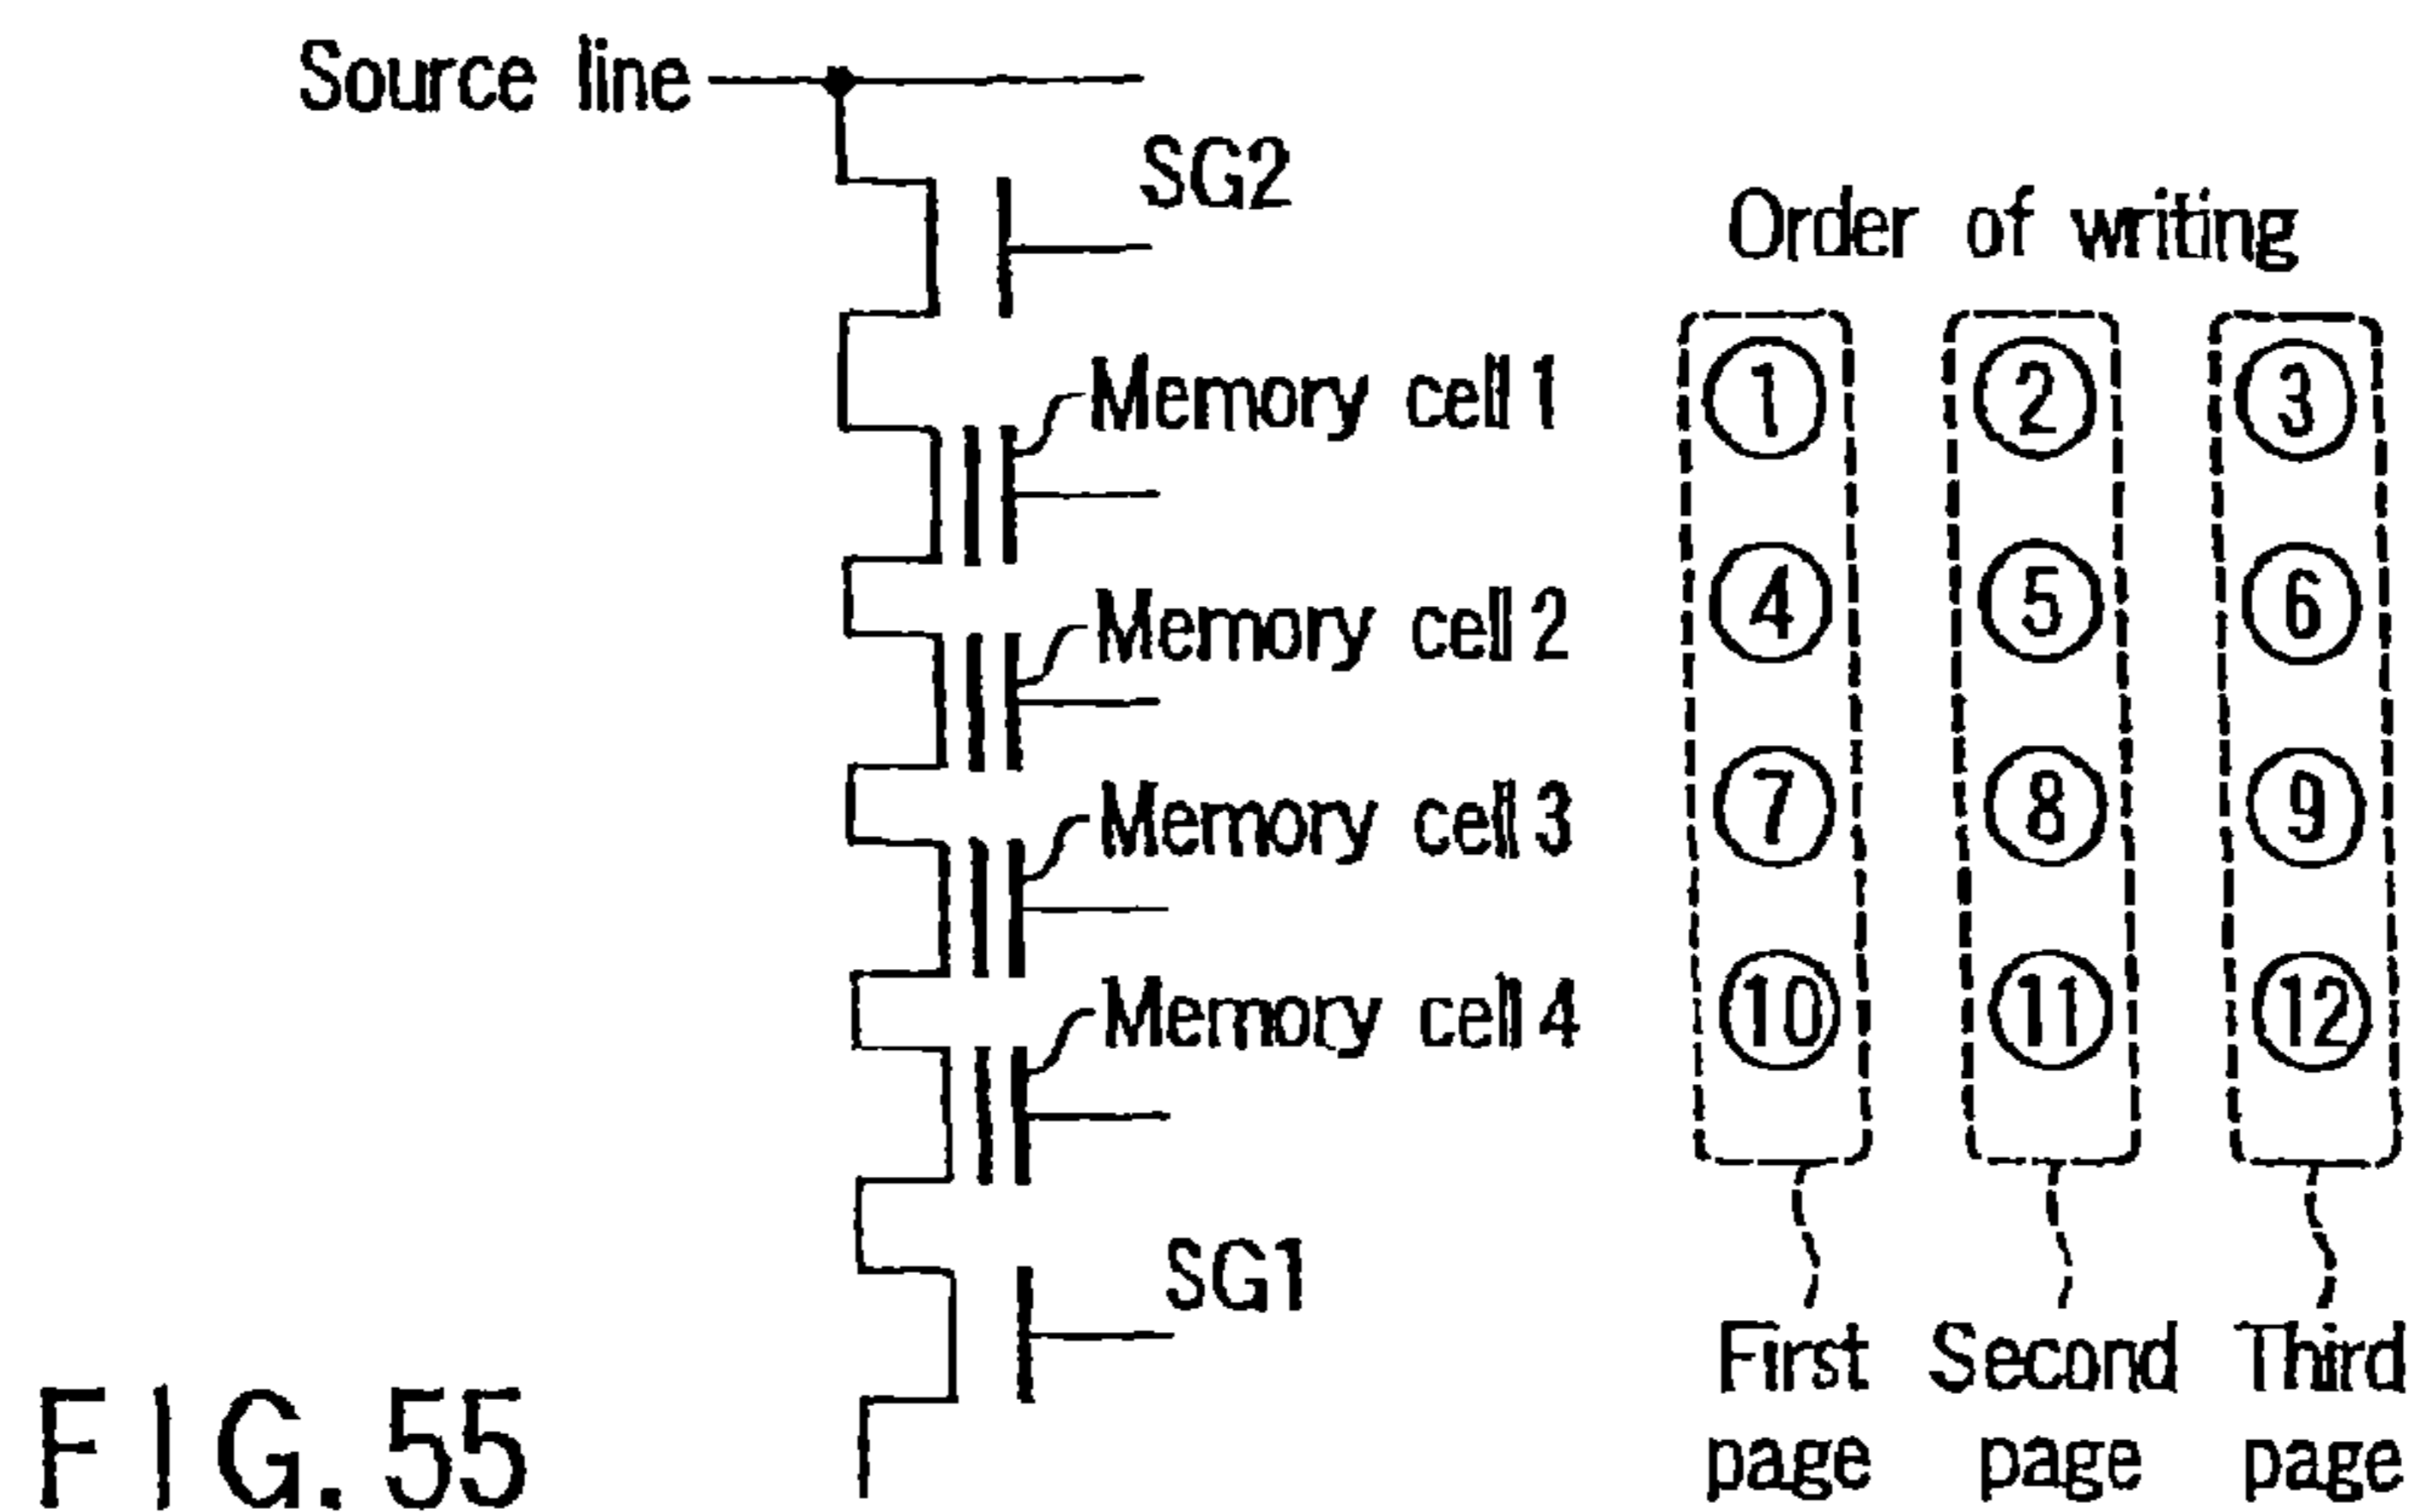 Source line
SG2
Order of writing
Memory cell 1 ① ② ③
Memory cell 2 ④ ⑤ ⑥
Memory cell 3 ⑦ ⑧ ⑨
Memory cell 4 ⑩ ⑪ ⑫
SG1
First page
Second page
Third page
FIG. 55